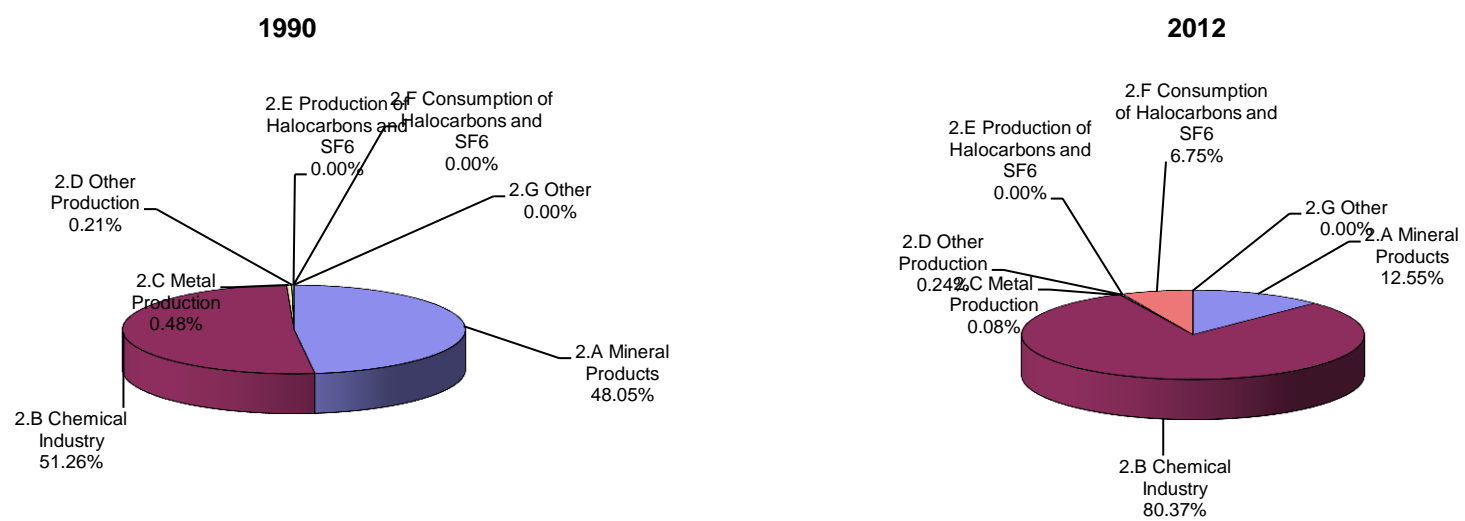 1990
2.E Production of
Halocarbons and
SF6
0.00%
2.F Consumption of
Halocarbons and
SF6
0.00%
2.G Other
0.00%
2.D Other
Production
0.21%
2.C Metal
Production
0.48%
2.A Mineral
Products
48.05%
2.B Chemical
Industry
51.26%
2012
2.F Consumption
of Halocarbons and
SF6
6.75%
2.E Production of
Halocarbons and
SF6
0.00%
2.G Other
0.00%
2.A Mineral
Products
12.55%
2.D Other
Production
0.24%
2.C Metal
Production
0.08%
2.B Chemical
Industry
80.37%